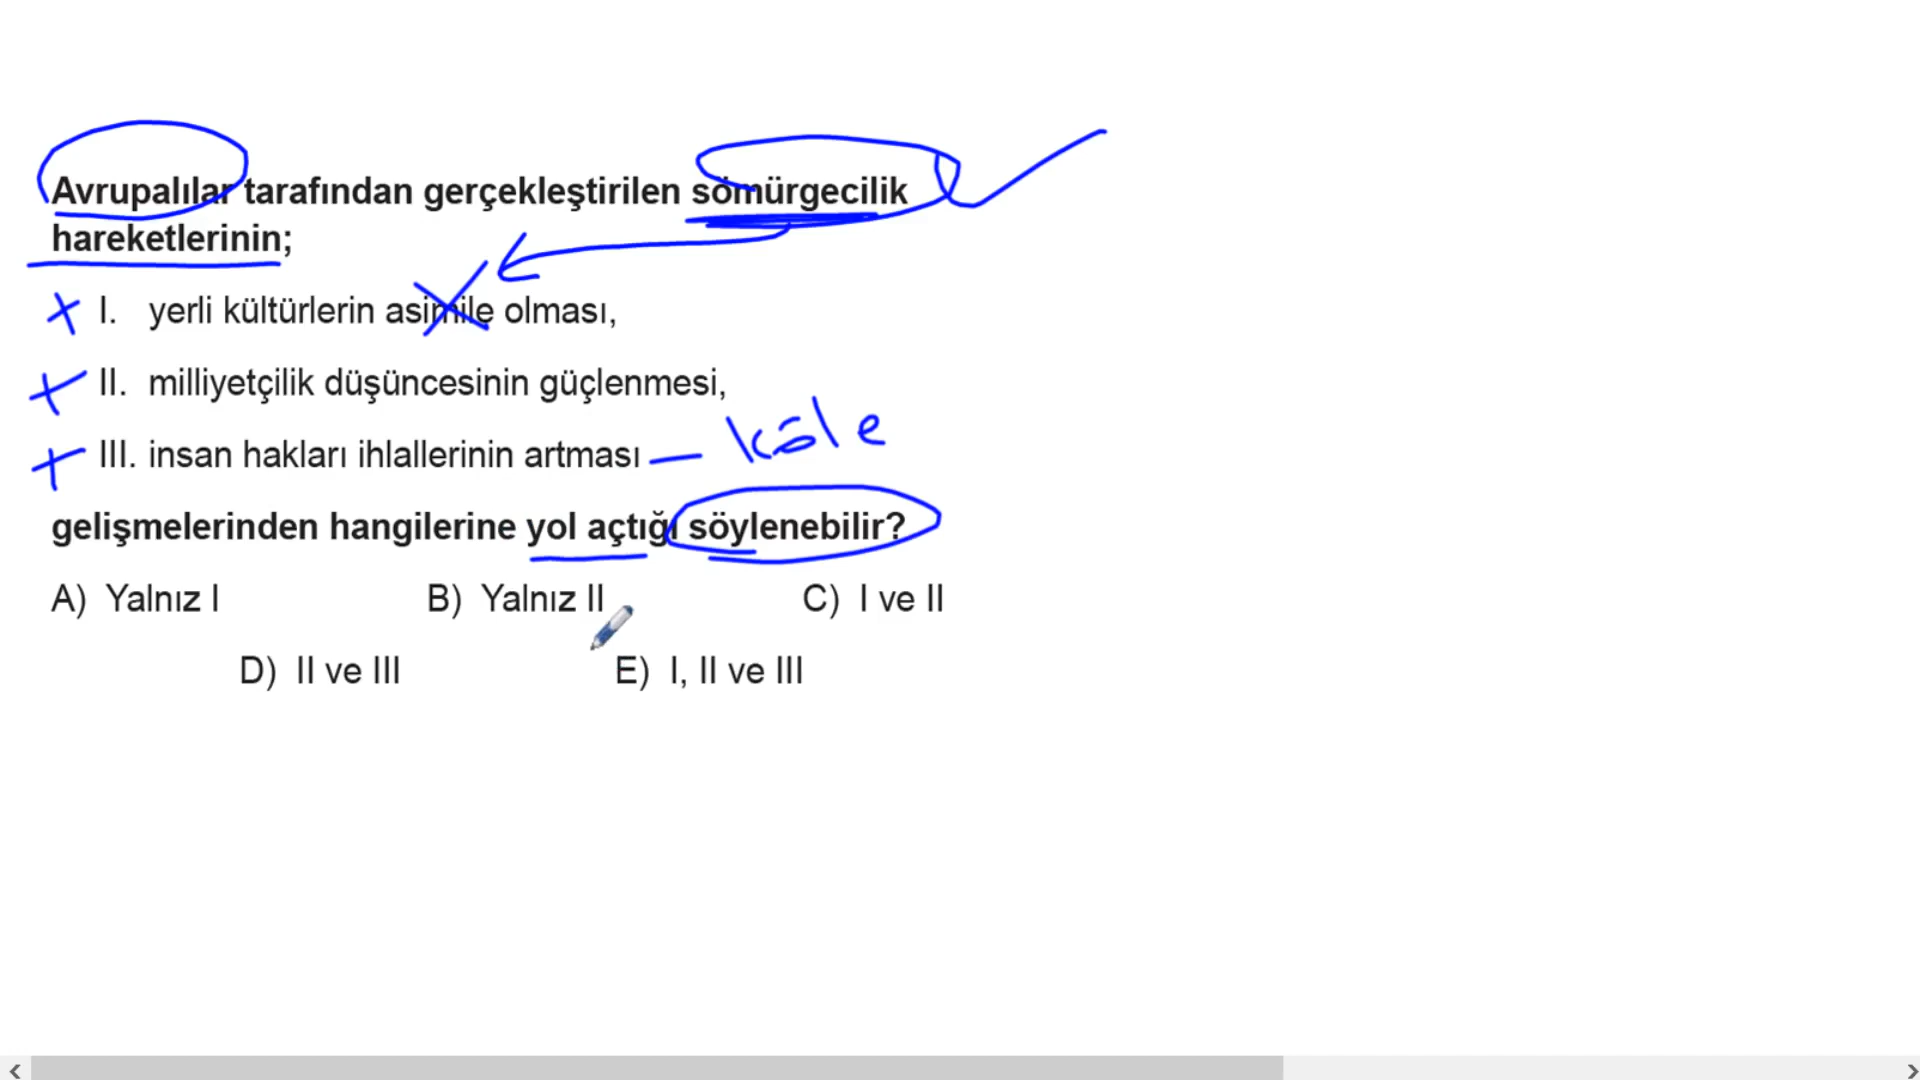 Avrupalılar tarafından gerçekleştirilen sömürgecilik
hareketlerinin;
I. yerli kültürlerin asimile olması,
II. milliyetçilik düşüncesinin güçlenmesi,
III. insan hakları ihlallerinin artması — köle
gelişmelerinden hangilerine yol açtığı söylenebilir?
A) Yalnız I B) Yalnız II C) I ve II
D) II ve III E) I, II ve III